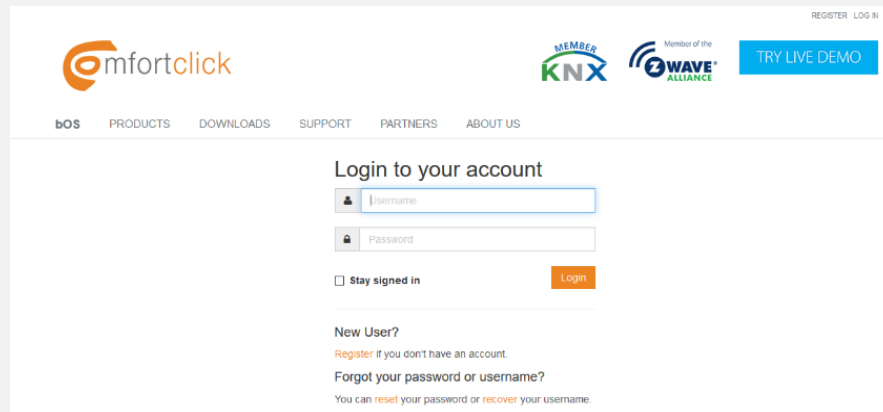 REGISTER LOG IN
comfortclick
MEMBER
KNX
Member of the
Z WAVE
ALLIANCE
TRY LIVE DEMO
bOS PRODUCTS DOWNLOADS SUPPORT PARTNERS ABOUT US
Login to your account
Username
Password
Stay signed in
Login
New User?
Register if you don't have an account.
Forgot your password or username?
You can reset your password or recover your username.